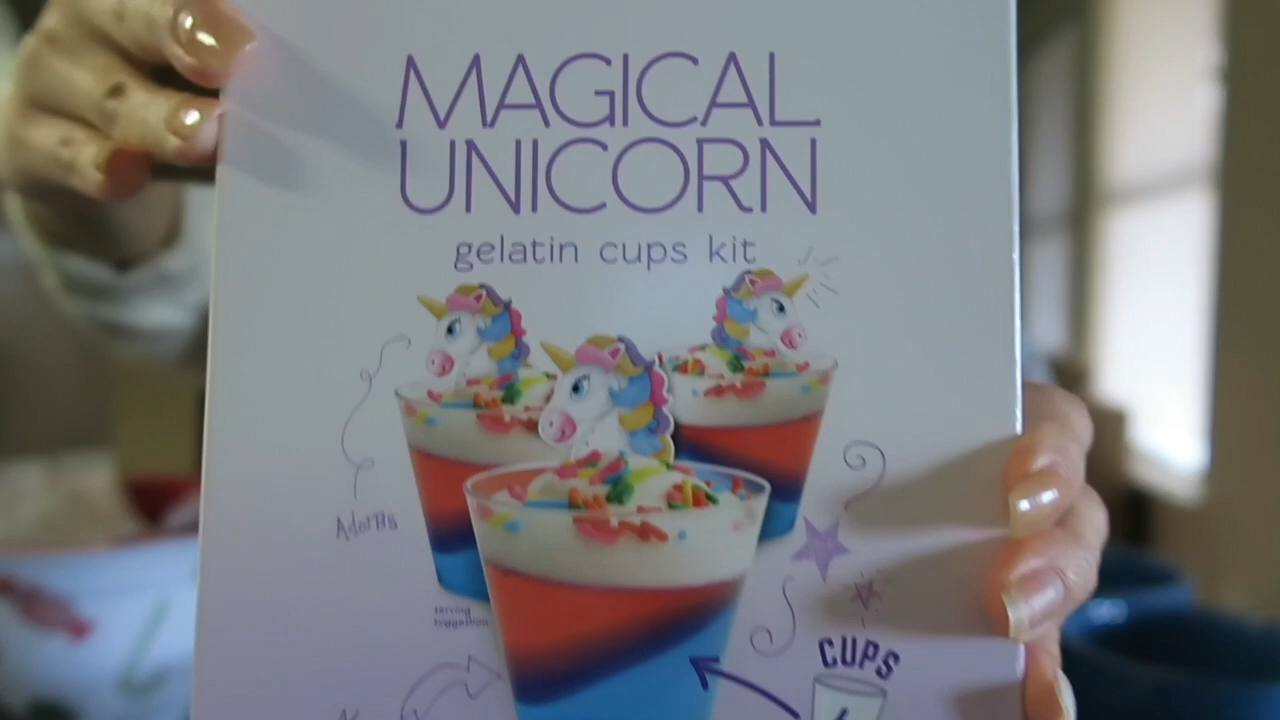 MAGICAL
UNICORN
gelatin cups kit
Adorns
serving
suggestion
CUPS